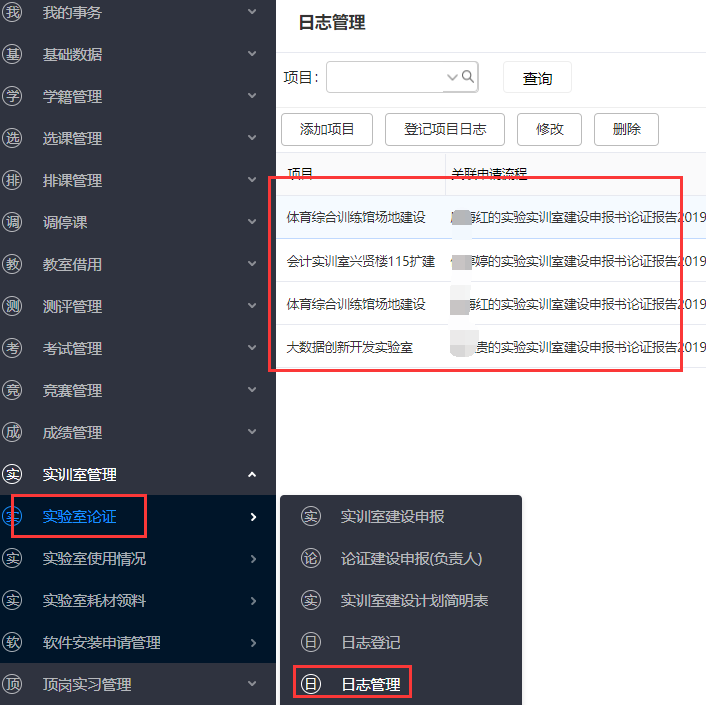 我 我的事务
基 基础数据
学 学籍管理
选 选课管理
排 排课管理
调 调停课
教 教室借用
测 测评管理
考 考试管理
竞 竞赛管理
成 成绩管理
实 实训室管理
实 实验室论证
实 实验室使用情况
实 实验室耗材领料
软 软件安装申请管理
顶 顶岗实习管理
日志管理
项目：
查询
添加项目 登记项目日志 修改 删除
项目 关联申请流程
体育综合训练馆场地建设 红的实验实训室建设申报书论证报告2019
会计实训室兴贤楼115扩建 婷的实验实训室建设申报书论证报告2019
体育综合训练馆场地建设 红的实验实训室建设申报书论证报告2019
大数据创新开发实验室 贵的实验实训室建设申报书论证报告2019
实 实训室建设申报
论 论证建设申报(负责人)
实 实训室建设计划简明表
日 日志登记
日 日志管理